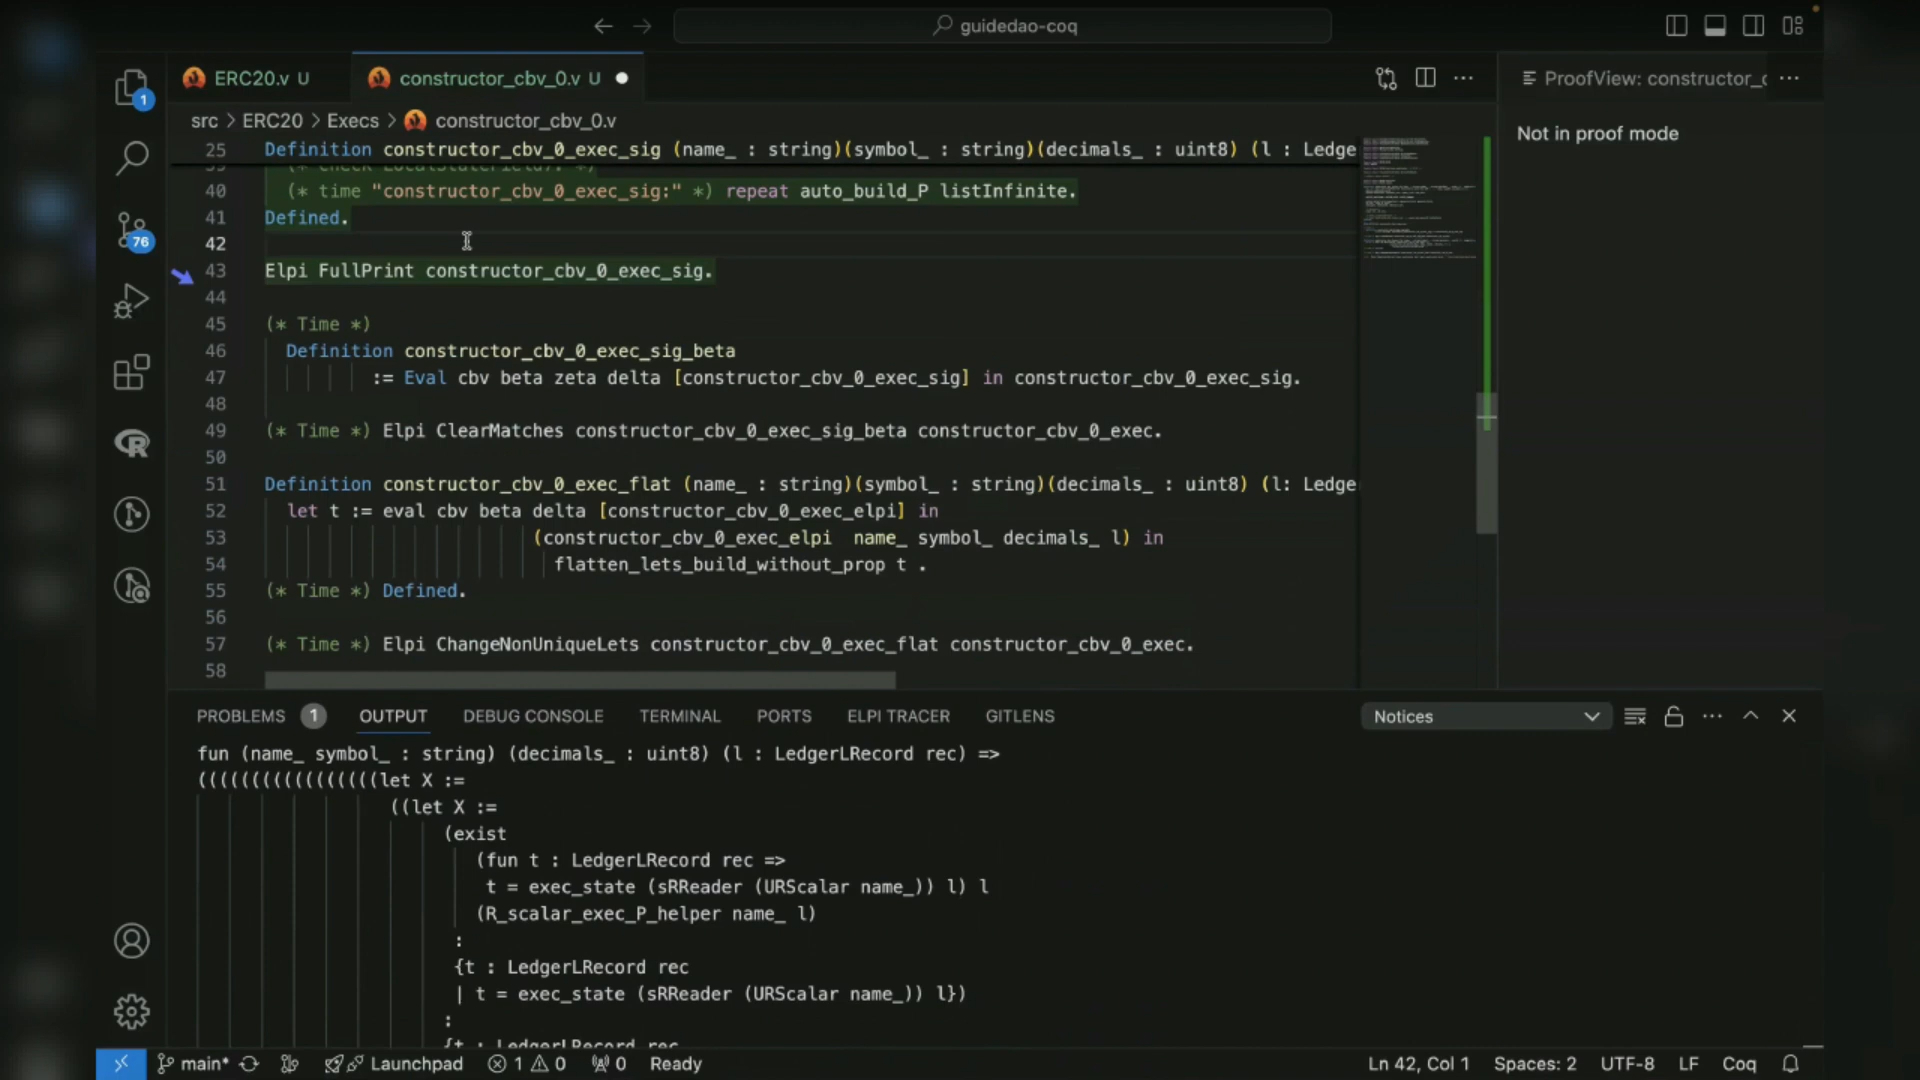 guidedao-coq
ERC20.v U
constructor_cbv_0.v U
ProofView: constructor_c
src > ERC20 > Execs > constructor_cbv_0.v
Not in proof mode
25 Definition constructor_cbv_0_exec_sig (name_ : string)(symbol_ : string)(decimals_ : uint8) (l : Ledge
40 (* time "constructor_cbv_0_exec_sig:" *) repeat auto_build_P listInfinite.
41 Defined.
42
43 Elpi FullPrint constructor_cbv_0_exec_sig.
44
45 (* Time *)
46 Definition constructor_cbv_0_exec_sig_beta
47 := Eval cbv beta zeta delta [constructor_cbv_0_exec_sig] in constructor_cbv_0_exec_sig.
48
49 (* Time *) Elpi ClearMatches constructor_cbv_0_exec_sig_beta constructor_cbv_0_exec.
50
51 Definition constructor_cbv_0_exec_flat (name_ : string)(symbol_ : string)(decimals_ : uint8) (l: Ledge
52 let t := eval cbv beta delta [constructor_cbv_0_exec_elpi] in
53 (constructor_cbv_0_exec_elpi name_ symbol_ decimals_ l) in
54 flatten_lets_build_without_prop t .
55 (* Time *) Defined.
56
57 (* Time *) Elpi ChangeNonUniqueLets constructor_cbv_0_exec_flat constructor_cbv_0_exec.
58
1
76
PROBLEMS 1 OUTPUT DEBUG CONSOLE TERMINAL PORTS ELPI TRACER GITLENS
Notices
fun (name_ symbol_ : string) (decimals_ : uint8) (l : LedgerLRecord rec) =>
(((((((((((((((((let X :=
((let X :=
(exist
(fun t : LedgerLRecord rec =>
t = exec_state (sRReader (URScalar name_)) l) l
(R_scalar_exec_P_helper name_ l)
:
{t : LedgerLRecord rec
| t = exec_state (sRReader (URScalar name_)) l})
:
{t : LedgerLRecord rec
main* Launchpad 1 0 0 Ready
Ln 42, Col 1 Spaces: 2 UTF-8 LF Coq